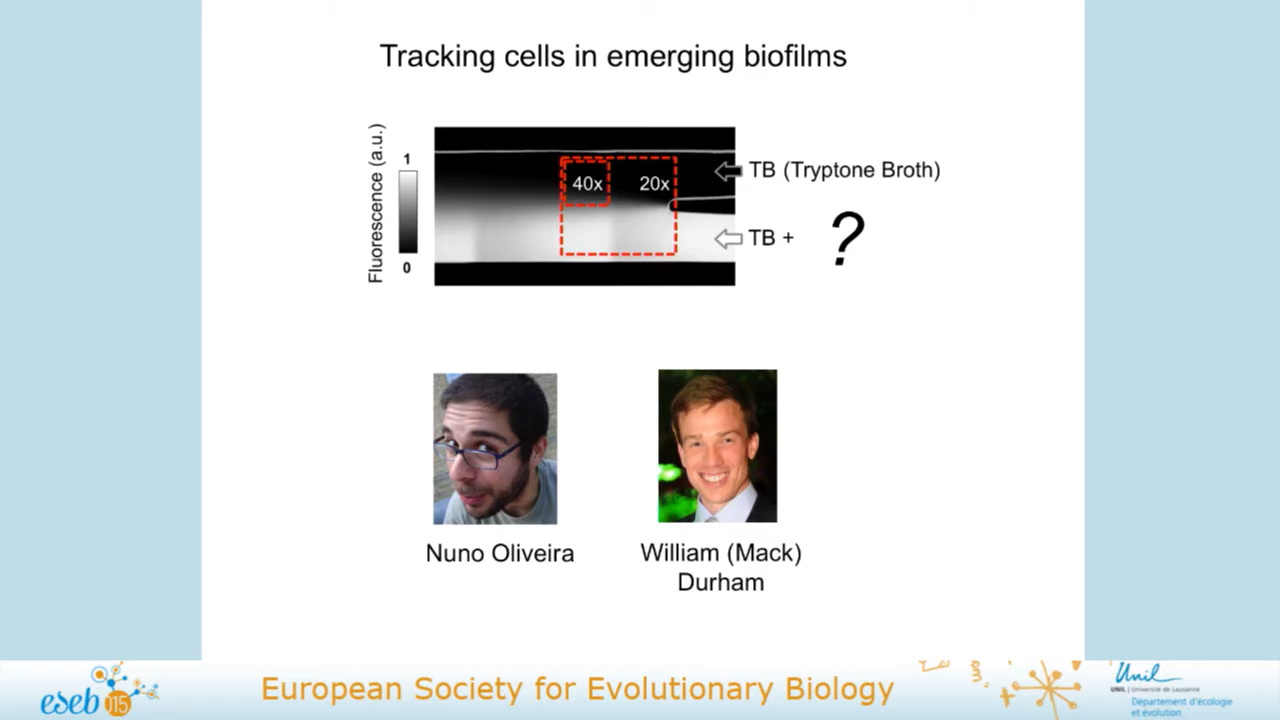 Tracking cells in emerging biofilms
Fluorescence (a.u.)
1
0
40x
20x
TB (Tryptone Broth)
TB + ?
Nuno Oliveira
William (Mack)
Durham
eseb 115
European Society for Evolutionary Biology
Unil
UNIL | Université de Lausanne
Département d'écologie
et évolution